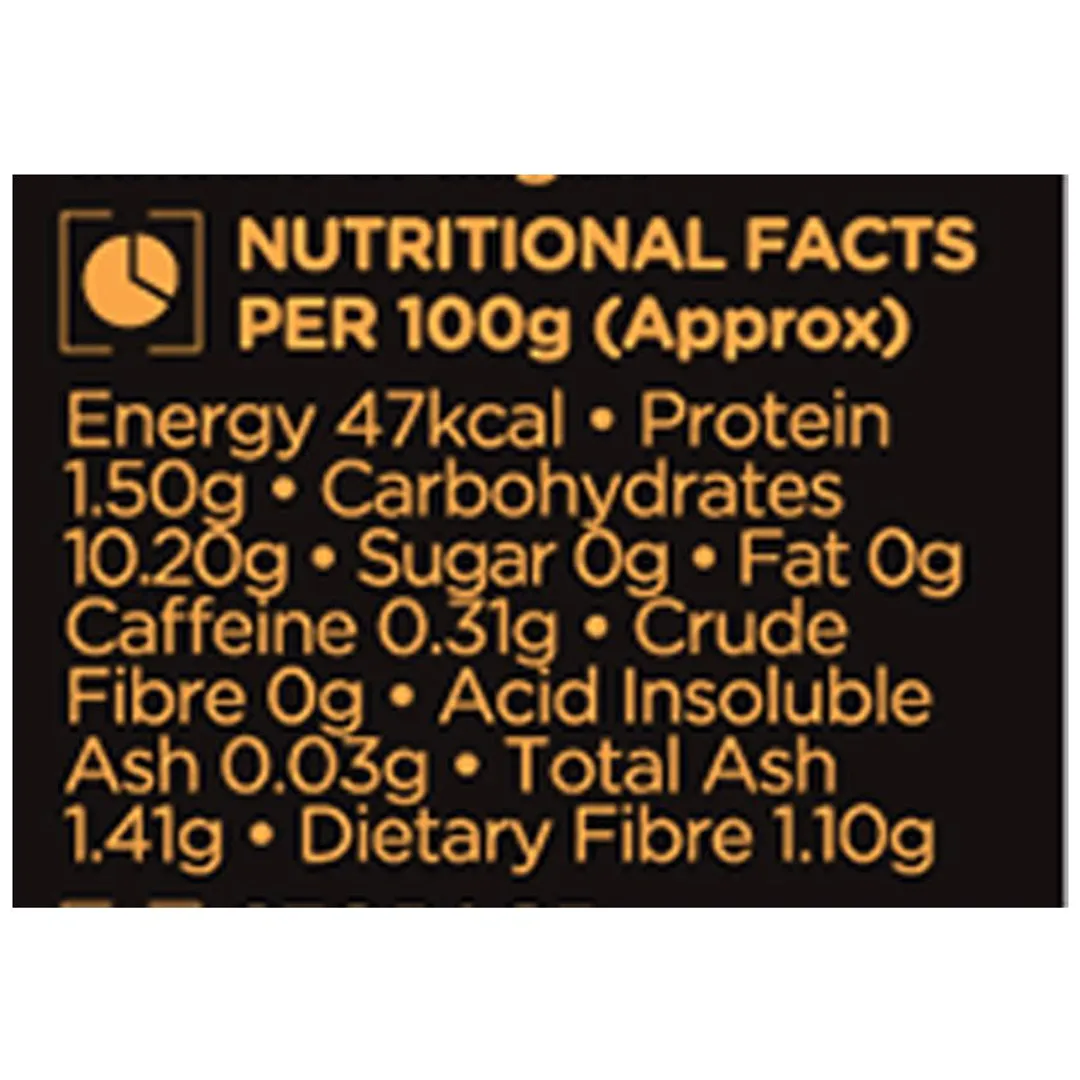 NUTRITIONAL FACTS
PER 100g (Approx)
Energy 47kcal • Protein
1.50g • Carbohydrates
10.20g • Sugar 0g • Fat 0g
Caffeine 0.31g • Crude
Fibre 0g • Acid Insoluble
Ash 0.03g • Total Ash
1.41g • Dietary Fibre 1.10g